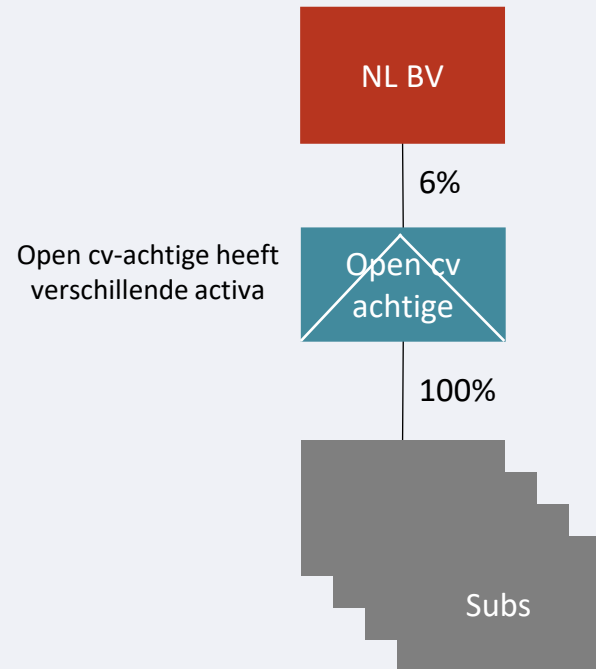 NL BV
6%
Open cv-achtige heeft
verschillende activa
Open cv
achtige
100%
Subs